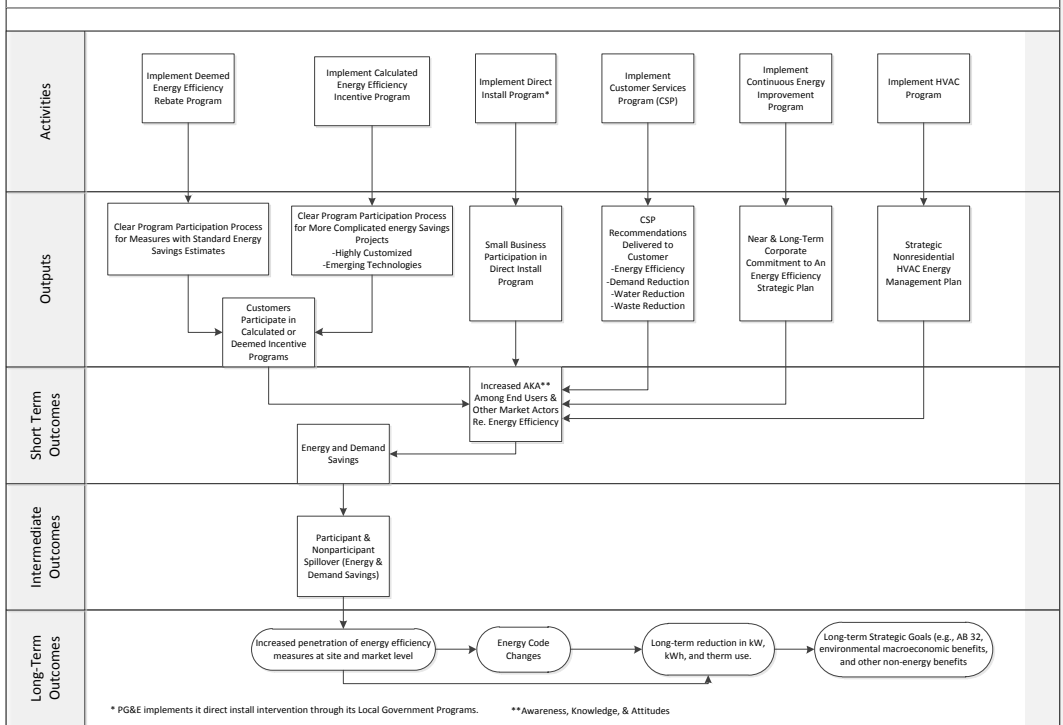 Activities
Implement Deemed
Energy Efficiency
Rebate Program
Implement Calculated
Energy Efficiency
Incentive Program
Implement Direct
Install Program*
Implement
Customer Services
Program (CSP)
Implement
Continuous Energy
Improvement
Program
Implement HVAC
Program
Outputs
Clear Program Participation Process
for Measures with Standard Energy
Savings Estimates
Clear Program Participation Process
for More Complicated energy Savings
Projects
-Highly Customized
-Emerging Technologies
Small Business
Participation in
Direct Install
Program
CSP
Recommendations
Delivered to
Customer
-Energy Efficiency
-Demand Reduction
-Water Reduction
-Waste Reduction
Near & Long-Term
Corporate
Commitment to An
Energy Efficiency
Strategic Plan
Strategic
Nonresidential
HVAC Energy
Management Plan
Customers
Participate in
Calculated or
Deemed Incentive
Programs
Short Term
Outcomes
Increased AKA**
Among End Users &
Other Market Actors
Re. Energy Efficiency
Energy and Demand
Savings
Intermediate
Outcomes
Participant &
Nonparticipant
Spillover (Energy &
Demand Savings)
Long-Term
Outcomes
Increased penetration of energy efficiency
measures at site and market level
Energy Code
Changes
Long-term reduction in kW,
kWh, and therm use.
Long-term Strategic Goals (e.g., AB 32,
environmental macroeconomic benefits,
and other non-energy benefits
* PG&E implements it direct install intervention through its Local Government Programs.
**Awareness, Knowledge, & Attitudes